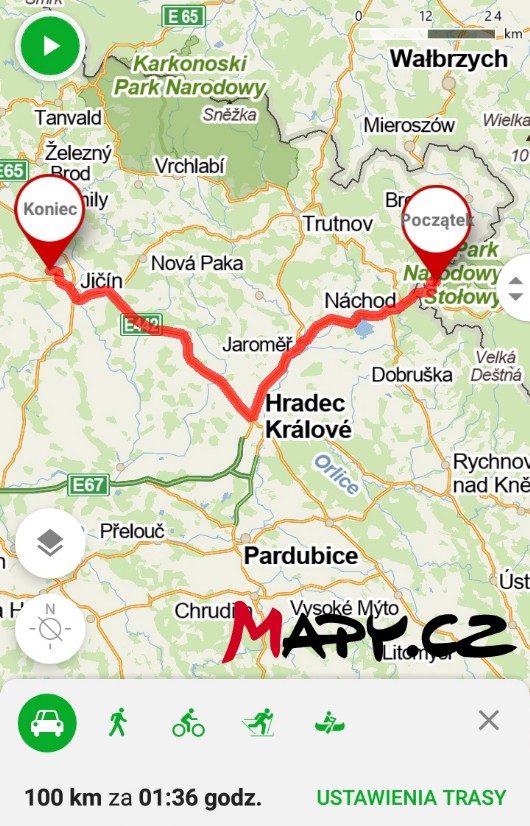 E 65
0 12 24
km
Wałbrzych
Karkonoski
Park Narodowy
Sněžka
Tanvald
Mieroszów
Wielka
10
Železný
Brod
E65
Vrchlabí
Koniec
Początek
Trutnov
Park
Narodowy
Stołowy
Nová Paka
Jičín
Náchod
E442
Jaroměř
Velká
Deštná
Dobruška
Hradec
Králové
Rychnov
nad Kně
Orlice
E67
Přelouč
Pardubice
Úst
N
Chrudim
Vysoké Mýto
MAPY.CZ
Litomyšl
100 km za 01:36 godz.
USTAWIENIA TRASY